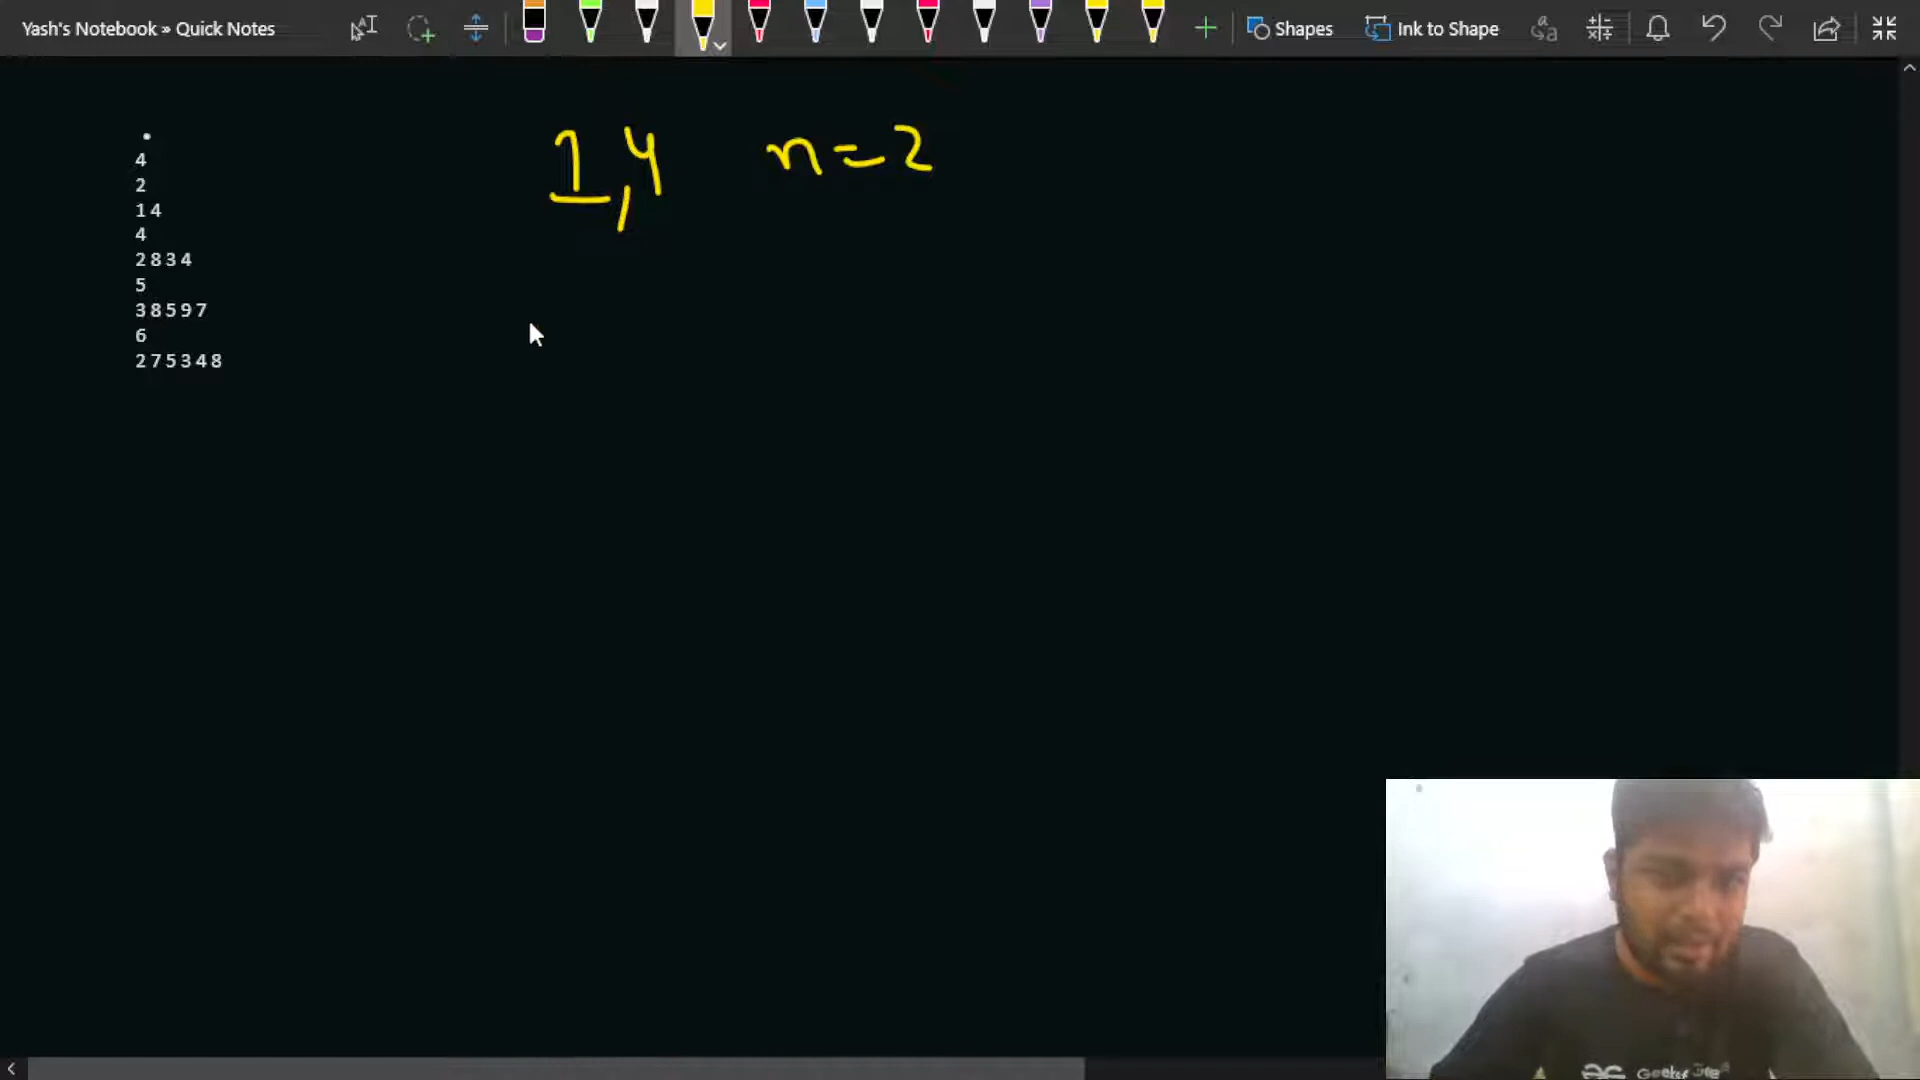 Yash's Notebook » Quick Notes
Shapes
Ink to Shape
4
2
1 4
4
2 8 3 4
5
3 8 5 9 7
6
2 7 5 3 4 8
1,4 n=2